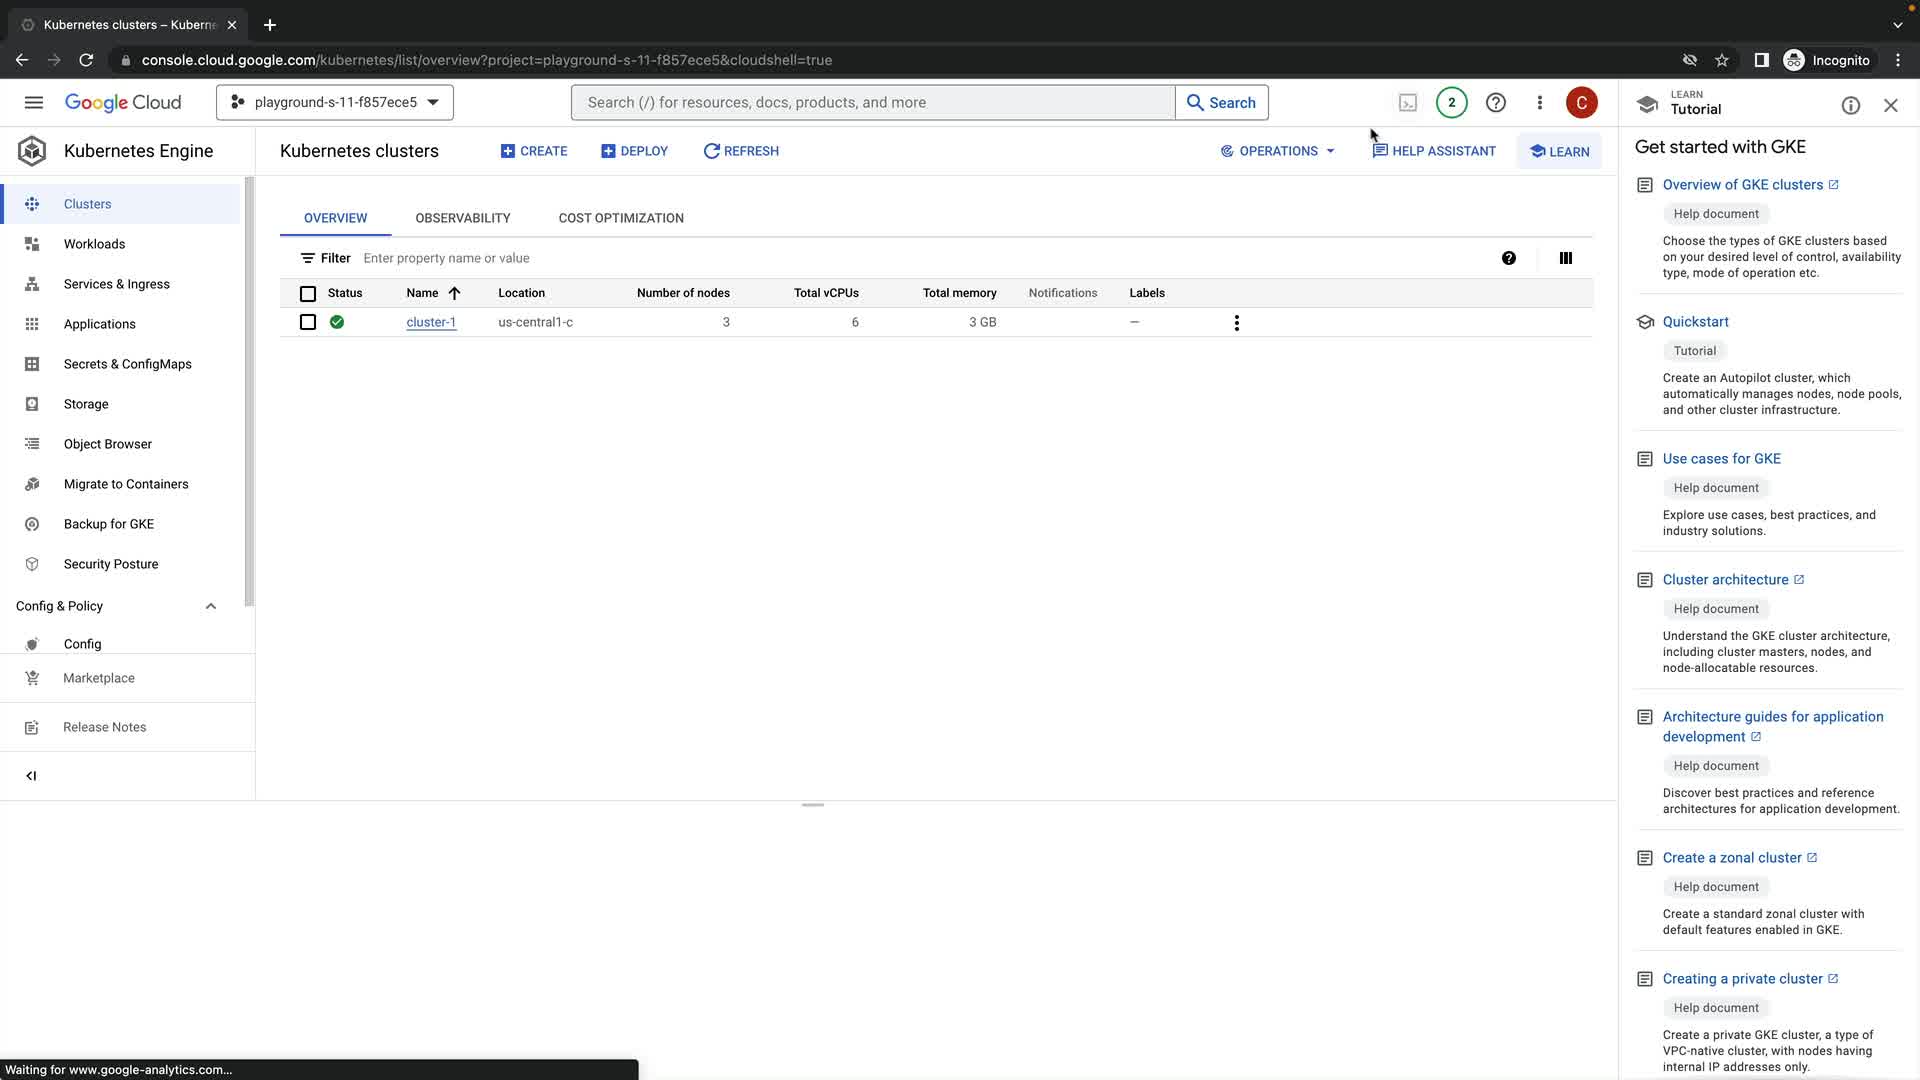 Kubernetes clusters – Kuberne
console.cloud.google.com/kubernetes/list/overview?project=playground-s-11-f857ece5&cloudshell=true
Incognito
Google Cloud
playground-s-11-f857ece5
Search (/) for resources, docs, products, and more
Search
2
C
LEARN
Tutorial
Kubernetes Engine
Kubernetes clusters
CREATE
DEPLOY
REFRESH
OPERATIONS
HELP ASSISTANT
LEARN
Clusters
Workloads
Services & Ingress
Applications
Secrets & ConfigMaps
Storage
Object Browser
Migrate to Containers
Backup for GKE
Security Posture
Config & Policy
Config
Marketplace
Release Notes
OVERVIEW
OBSERVABILITY
COST OPTIMIZATION
Filter
Enter property name or value
Status
Name
Location
Number of nodes
Total vCPUs
Total memory
Notifications
Labels
cluster-1
us-central1-c
3
6
3 GB
–
Get started with GKE
Overview of GKE clusters
Help document
Choose the types of GKE clusters based
on your desired level of control, availability
type, mode of operation etc.
Quickstart
Tutorial
Create an Autopilot cluster, which
automatically manages nodes, node pools,
and other cluster infrastructure.
Use cases for GKE
Help document
Explore use cases, best practices, and
industry solutions.
Cluster architecture
Help document
Understand the GKE cluster architecture,
including cluster masters, nodes, and
node-allocatable resources.
Architecture guides for application
development
Help document
Discover best practices and reference
architectures for application development.
Create a zonal cluster
Help document
Create a standard zonal cluster with
default features enabled in GKE.
Creating a private cluster
Help document
Create a private GKE cluster, a type of
VPC-native cluster, with nodes having
internal IP addresses only.
Waiting for www.google-analytics.com...